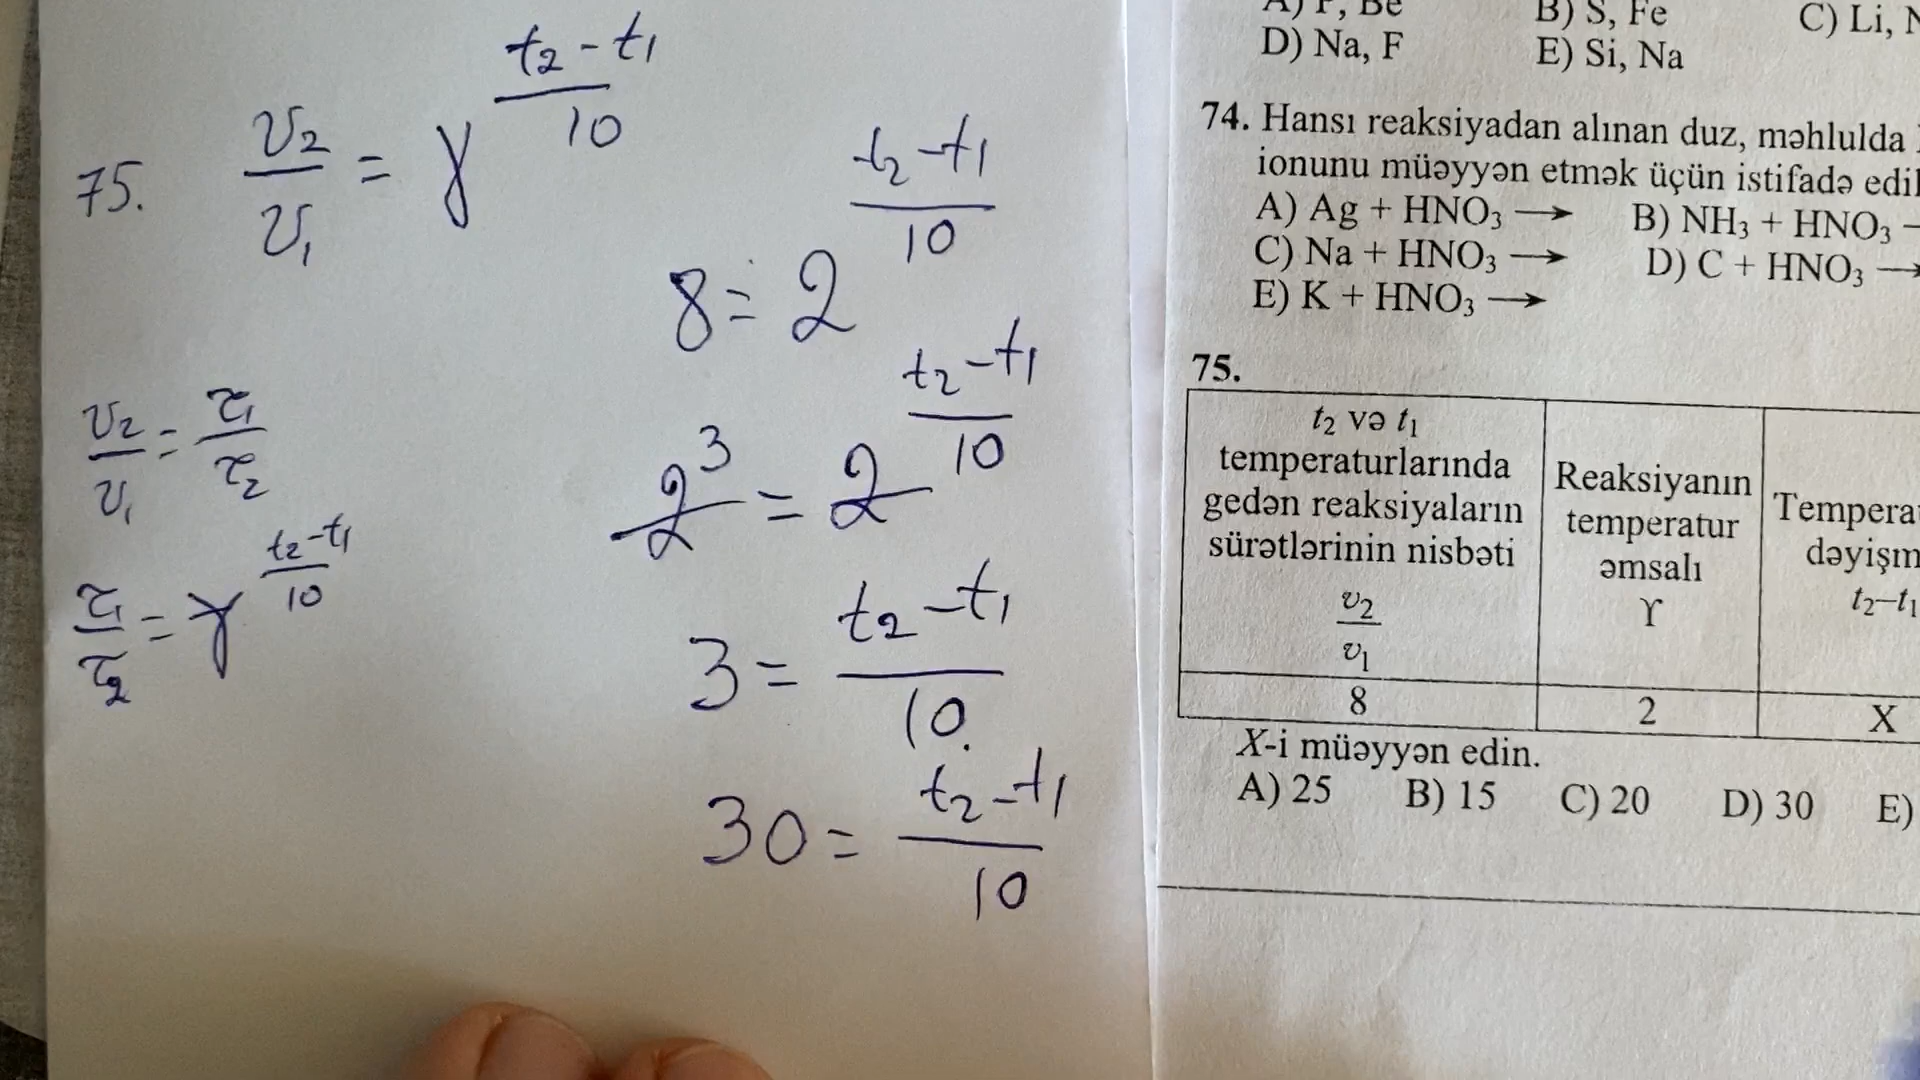 75. v₂/v₁ = γ^((t₂-t₁)/10)
8 = 2^((t₂-t₁)/10)
v₂/v₁ = τ₁/τ₂
2³ = 2^((t₂-t₁)/10)
τ₁/τ₂ = γ^((t₂-t₁)/10)
3 = (t₂-t₁)/10.
30 = (t₂-t₁)/10
B) S, Fe C) Li,
D) Na, F E) Si, Na
74. Hansı reaksiyadan alınan duz, məhlulda
ionunu müəyyən etmək üçün istifadə
A) Ag + HNO₃ → B) NH₃ + HNO₃
C) Na + HNO₃ → D) C + HNO₃ →
E) K + HNO₃ →
75.
t₂ və t₁
temperaturlarında
gedən reaksiyaların
sürətlərinin nisbəti
v₂/v₁
Reaksiyanın
temperatur
əmsalı
ϒ
t₂–t₁
8 2 X
X-i müəyyən edin.
A) 25 B) 15 C) 20 D) 30 E)